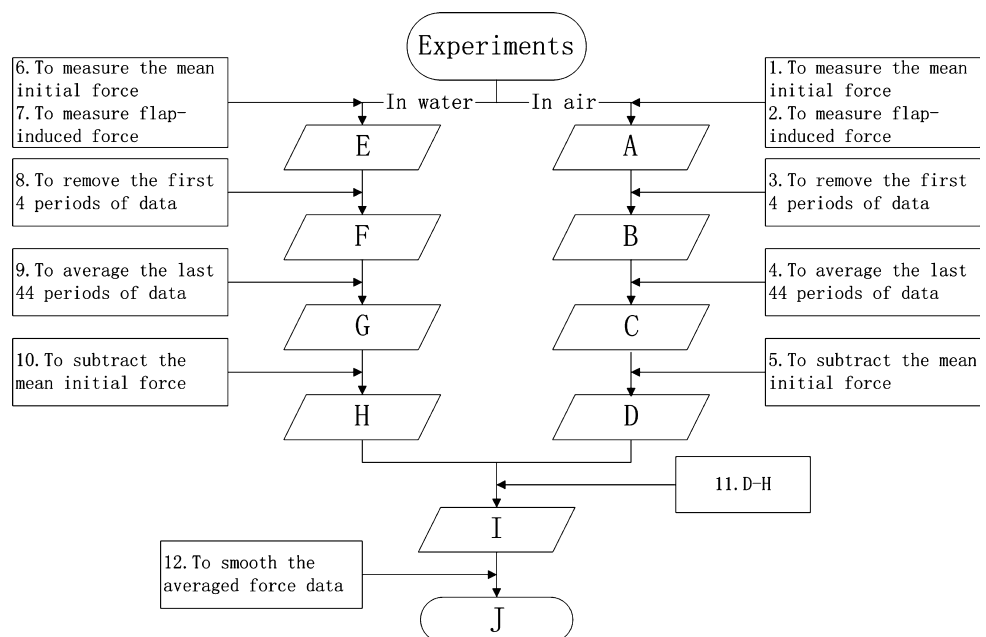 Experiments
In water
In air
6.To measure the mean
initial force
7.To measure flap-
induced force
1.To measure the mean
initial force
2.To measure flap-
induced force
E
A
8.To remove the first
4 periods of data
3.To remove the first
4 periods of data
F
B
9.To average the last
44 periods of data
4.To average the last
44 periods of data
G
C
10.To subtract the
mean initial force
5.To subtract the mean
initial force
H
D
11.D-H
I
12.To smooth the
averaged force data
J